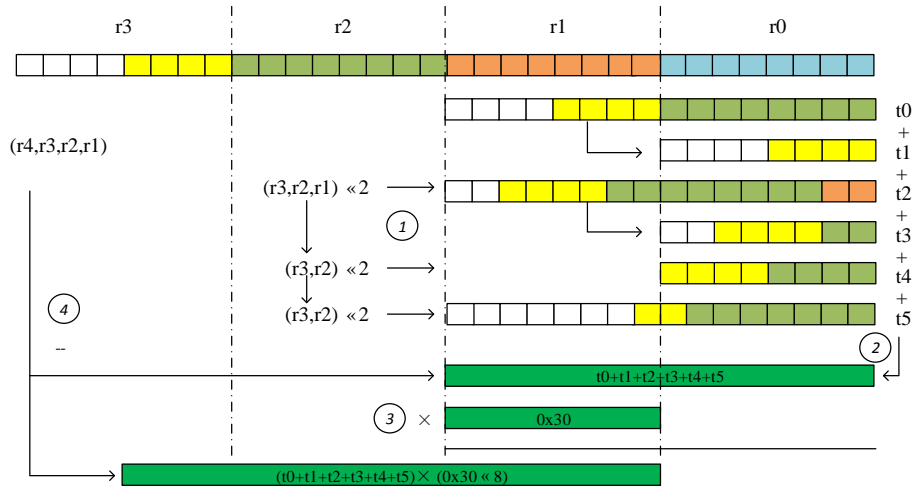 r3 r2 r1 r0
t0
+
(r4,r3,r2,r1)
t1
+
(r3,r2,r1) «2
t2
1
+
t3
+
(r3,r2) «2
t4
+
4
(r3,r2) «2
t5
2
--
t0+t1+t2+t3+t4+t5
3 × 0x30
(t0+t1+t2+t3+t4+t5)× (0x30 « 8)